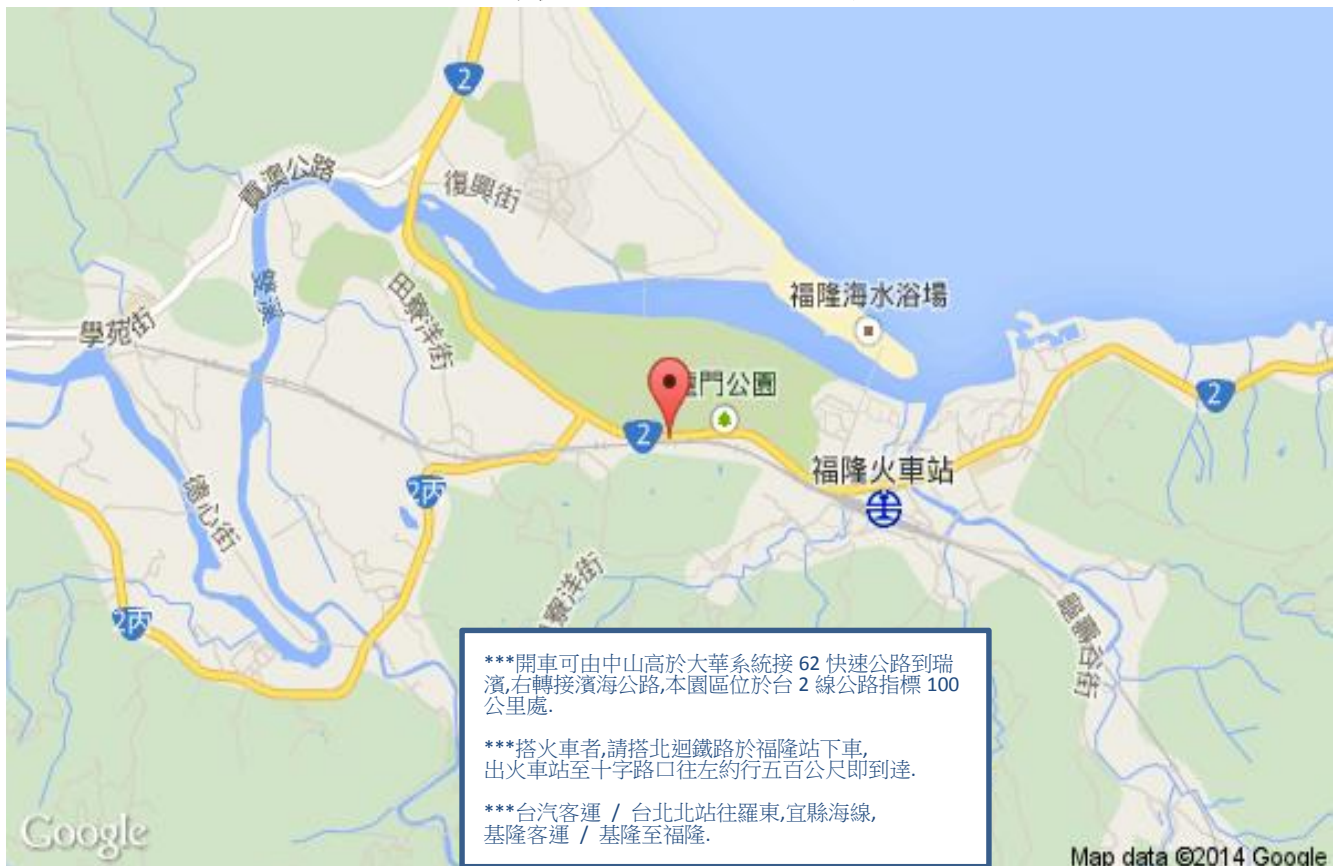 2
貢澳公路
復興街
雙溪
田寮洋街
福隆海水浴場
學苑街
2
龍門公園
2
福隆火車站
2丙
德心街
寮洋街
2丙
***開車可由中山高於大華系統接 62 快速公路到瑞
濱,右轉接濱海公路,本園區位於台 2 線公路指標 100
公里處.
***搭火車者,請搭北迴鐵路於福隆站下車,
出火車站至十字路口往左約行五百公尺即到達.
***台汽客運 / 台北北站往羅東,宜縣海線,
基隆客運 / 基隆至福隆.
Google
Map data ©2014 Google